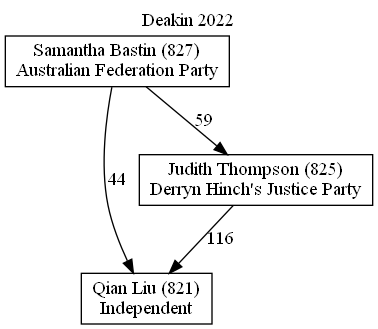 Deakin 2022
Samantha Bastin (827)
Australian Federation Party
59
Judith Thompson (825)
Derryn Hinch's Justice Party
44
116
Qian Liu (821)
Independent